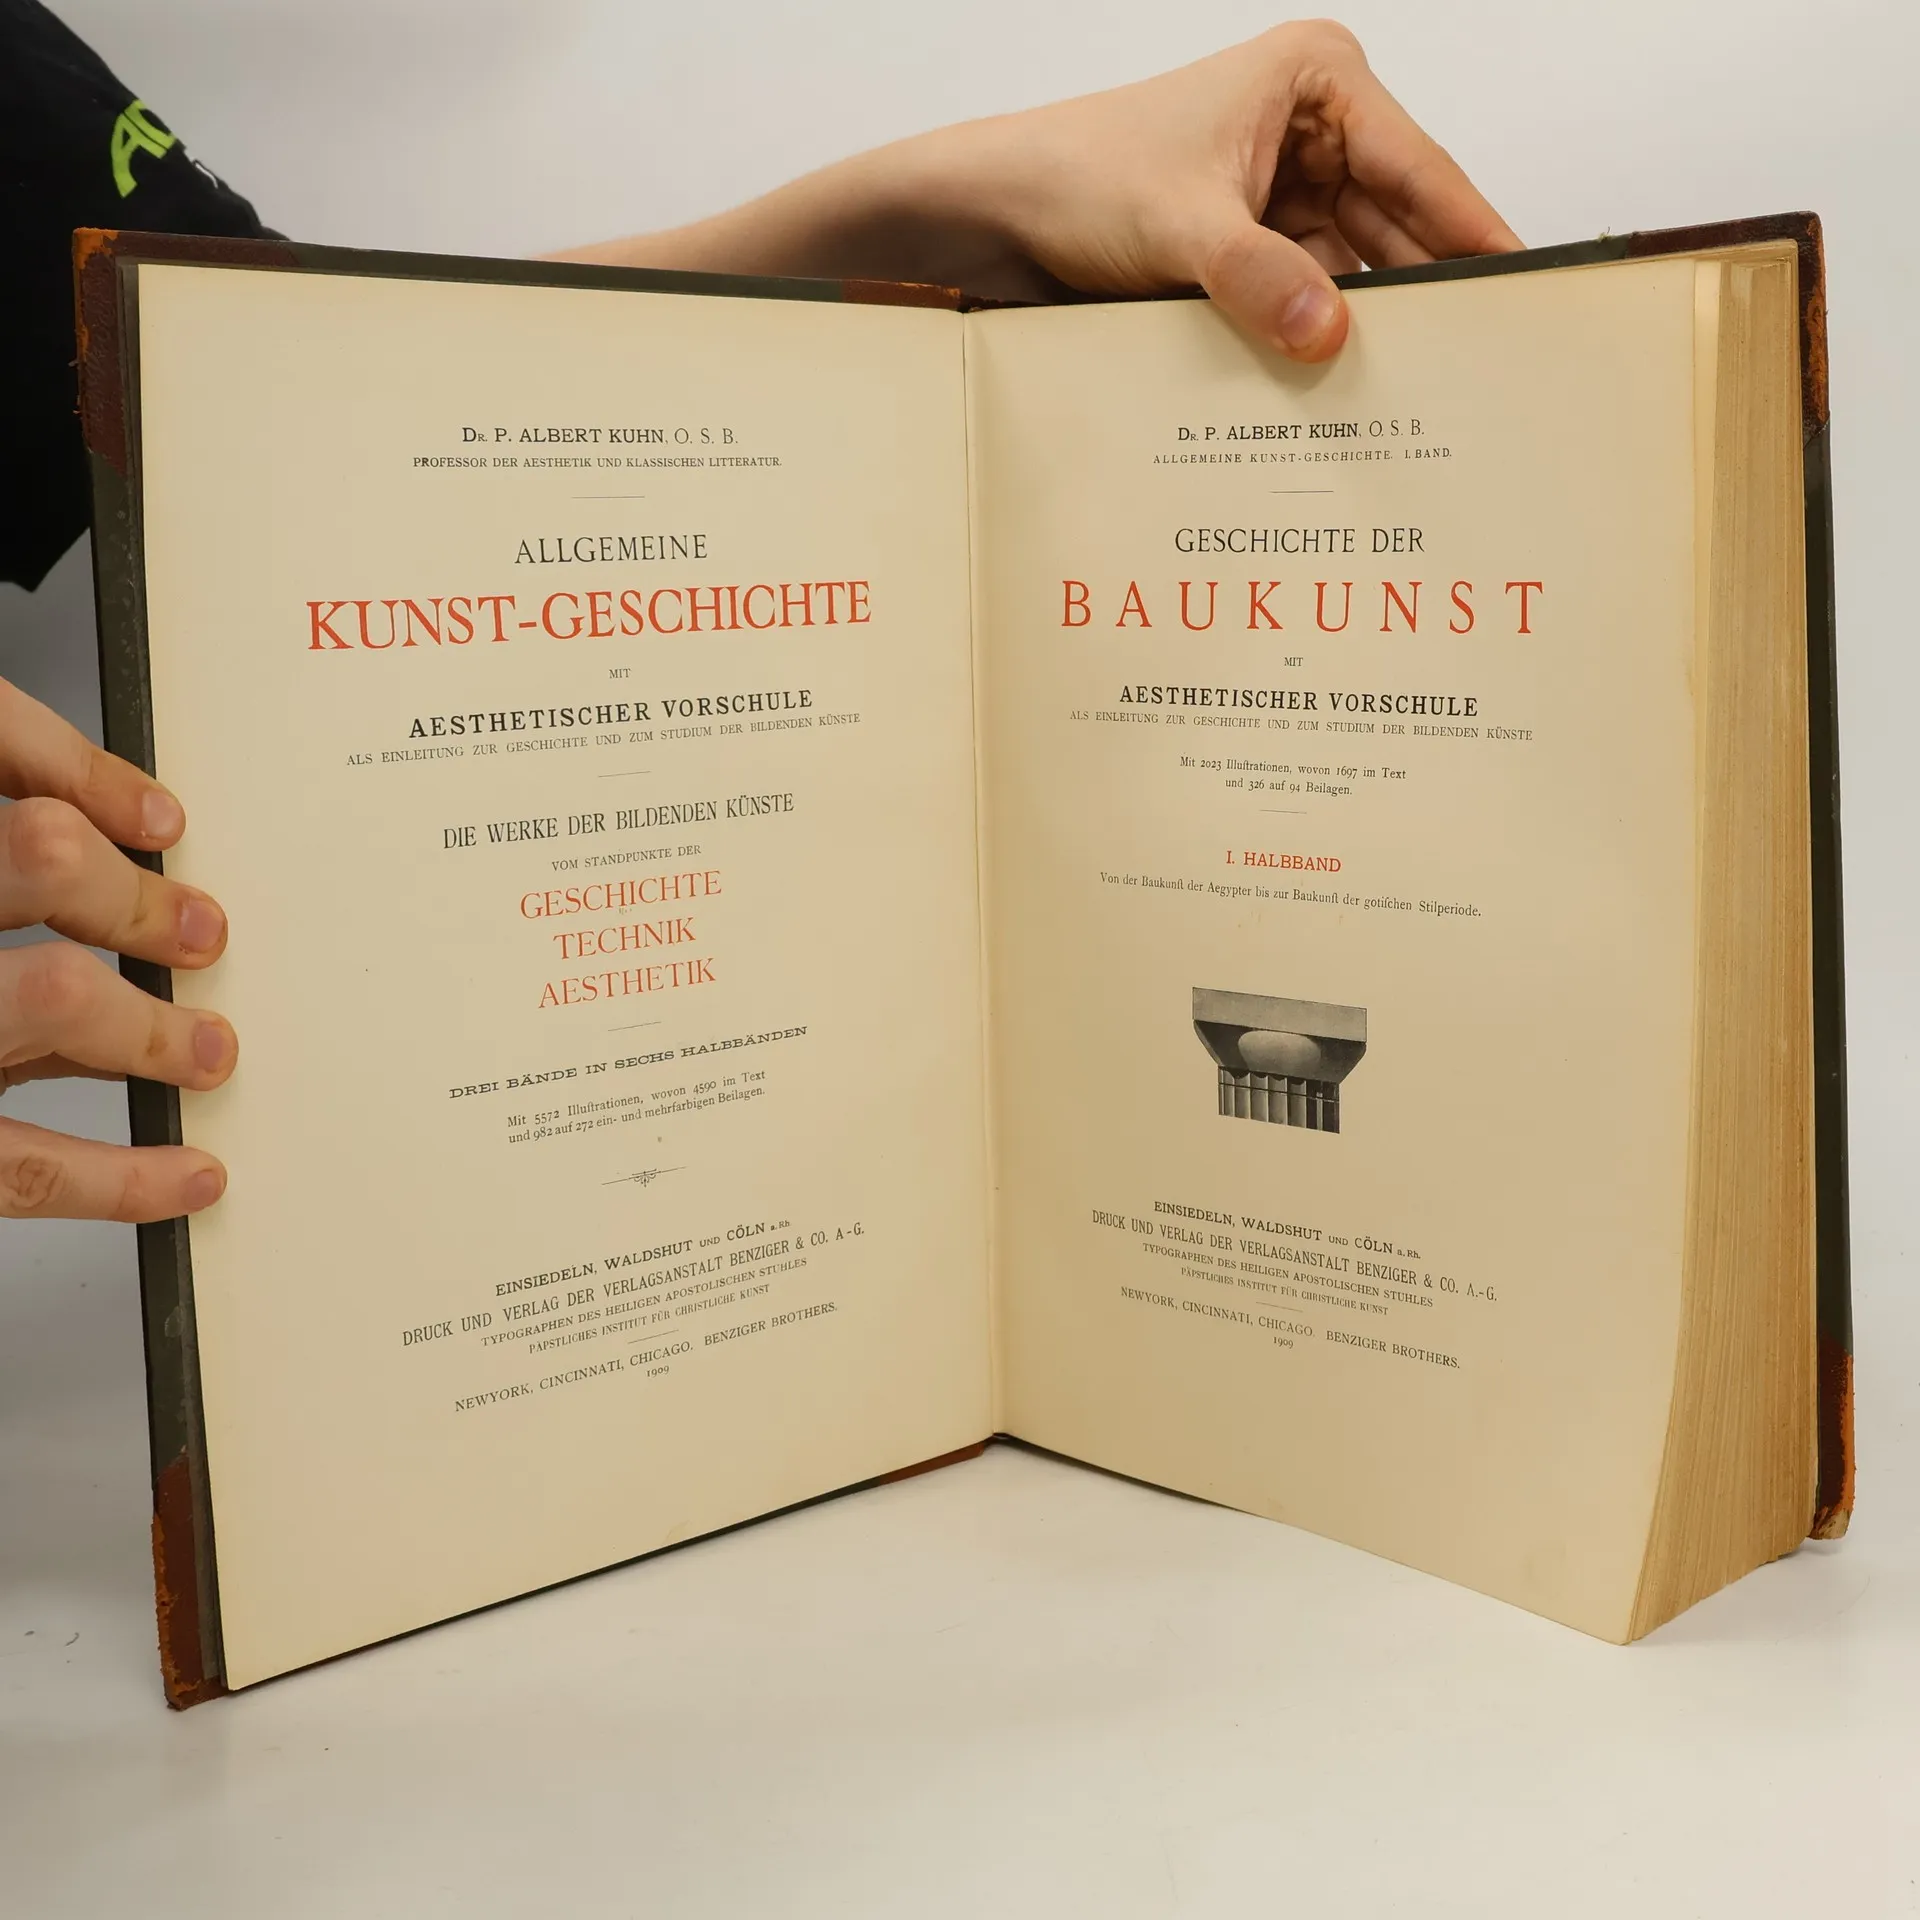 DR. P. ALBERT KUHN, O. S. B.
PROFESSOR DER AESTHETIK UND KLASSISCHEN LITTERATUR.
ALLGEMEINE
KUNST-GESCHICHTE
MIT
AESTHETISCHER VORSCHULE
ALS EINLEITUNG ZUR GESCHICHTE UND ZUM STUDIUM DER BILDENDEN KÜNSTE
DIE WERKE DER BILDENDEN KÜNSTE
VOM STANDPUNKTE DER
GESCHICHTE
TECHNIK
AESTHETIK
DREI BÄNDE IN SECHS HALBBÄNDEN
Mit 5572 Illuſtrationen, wovon 4590 im Text
und 982 auf 272 ein- und mehrfarbigen Beilagen.
EINSIEDELN, WALDSHUT UND CÖLN a. Rh.
DRUCK UND VERLAG DER VERLAGSANSTALT BENZIGER & CO. A.-G.
TYPOGRAPHEN DES HEILIGEN APOSTOLISCHEN STUHLES
PÄPSTLICHES INSTITUT FÜR CHRISTLICHE KUNST
NEWYORK, CINCINNATI, CHICAGO. BENZIGER BROTHERS.
1909
DR. P. ALBERT KUHN, O. S. B.
ALLGEMEINE KUNST-GESCHICHTE. I. BAND.
GESCHICHTE DER
BAUKUNST
MIT
AESTHETISCHER VORSCHULE
ALS EINLEITUNG ZUR GESCHICHTE UND ZUM STUDIUM DER BILDENDEN KÜNSTE
Mit 2023 Illuſtrationen, wovon 1697 im Text
und 326 auf 94 Beilagen.
I. HALBBAND
Von der Baukunſt der Aegypter bis zur Baukunſt der gotiſchen Stilperiode.
EINSIEDELN, WALDSHUT UND CÖLN a. Rh.
DRUCK UND VERLAG DER VERLAGSANSTALT BENZIGER & CO. A.-G.
TYPOGRAPHEN DES HEILIGEN APOSTOLISCHEN STUHLES
PÄPSTLICHES INSTITUT FÜR CHRISTLICHE KUNST
NEWYORK, CINCINNATI, CHICAGO. BENZIGER BROTHERS.
1909